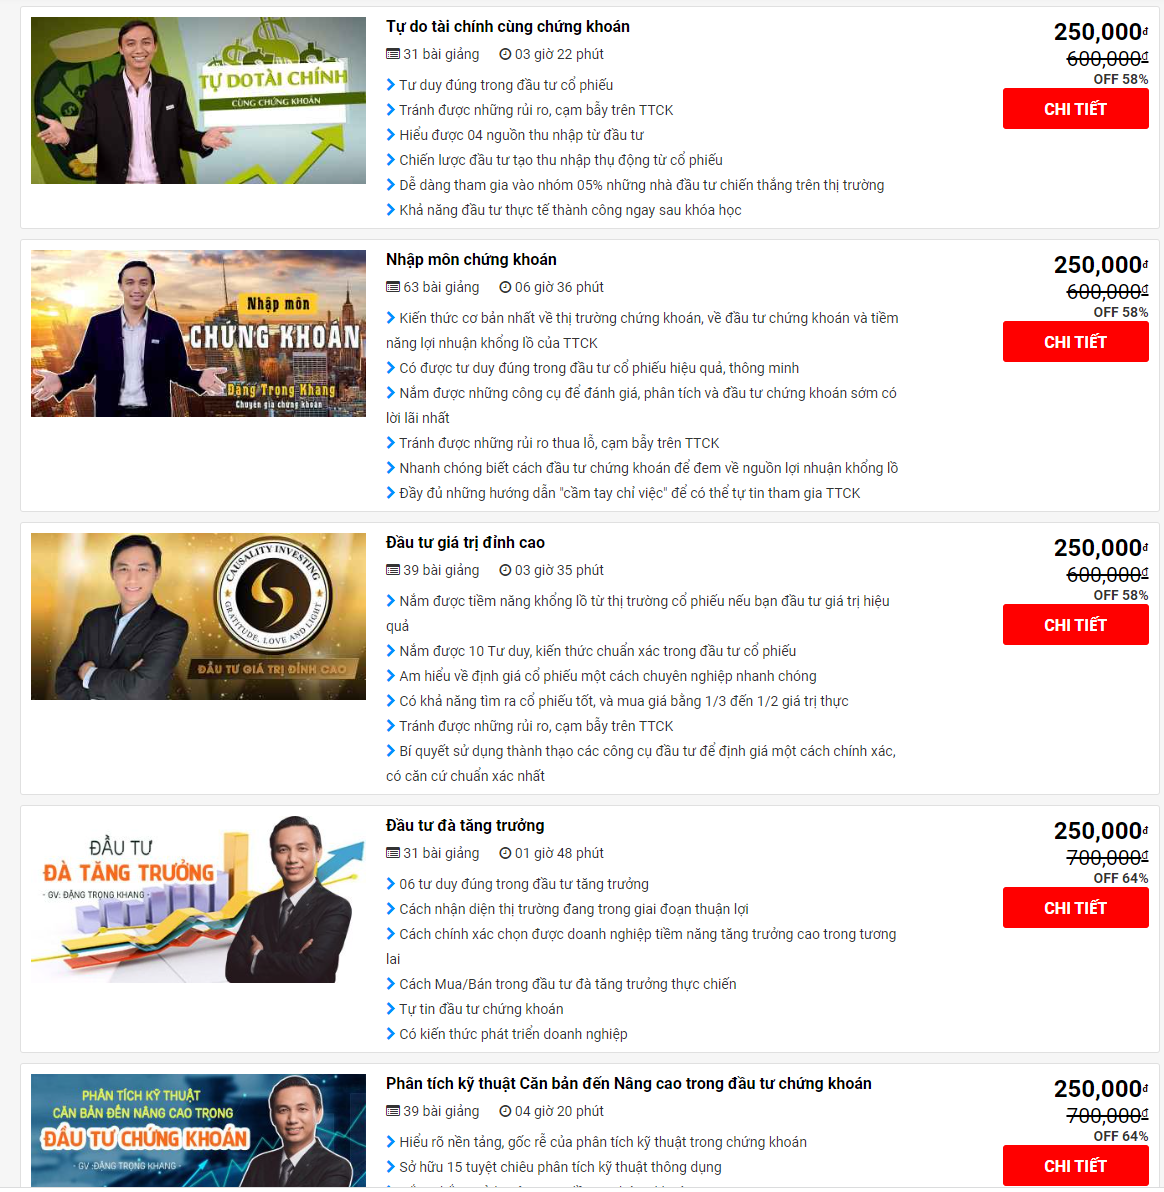 TỰ DO TÀI CHÍNH
CÙNG CHỨNG KHOÁN
Tự do tài chính cùng chứng khoán
31 bài giảng 03 giờ 22 phút
Tư duy đúng trong đầu tư cổ phiếu
Tránh được những rủi ro, cạm bẫy trên TTCK
Hiểu được 04 nguồn thu nhập từ đầu tư
Chiến lược đầu tư tạo thu nhập thụ động từ cổ phiếu
Dễ dàng tham gia vào nhóm 05% những nhà đầu tư chiến thắng trên thị trường
Khả năng đầu tư thực tế thành công ngay sau khóa học
250,000đ
600,000đ
OFF 58%
CHI TIẾT
Nhập môn
CHỨNG KHOÁN
Đặng Trọng Khang
Chuyên gia chứng khoán
Nhập môn chứng khoán
63 bài giảng 06 giờ 36 phút
Kiến thức cơ bản nhất về thị trường chứng khoán, về đầu tư chứng khoán và tiềm
năng lợi nhuận khổng lồ của TTCK
Có được tư duy đúng trong đầu tư cổ phiếu hiệu quả, thông minh
Nắm được những công cụ để đánh giá, phân tích và đầu tư chứng khoán sớm có
lời lãi nhất
Tránh được những rủi ro thua lỗ, cạm bẫy trên TTCK
Nhanh chóng biết cách đầu tư chứng khoán để đem về nguồn lợi nhuận khổng lồ
Đầy đủ những hướng dẫn "cầm tay chỉ việc" để có thể tự tin tham gia TTCK
250,000đ
600,000đ
OFF 58%
CHI TIẾT
CAUSALITY INVESTING
GRATITUDE, LOVE AND LIGHT
ĐẦU TƯ GIÁ TRỊ ĐỈNH CAO
Đầu tư giá trị đỉnh cao
39 bài giảng 03 giờ 35 phút
Nắm được tiềm năng khổng lồ từ thị trường cổ phiếu nếu bạn đầu tư giá trị hiệu
quả
Nắm được 10 Tư duy, kiến thức chuẩn xác trong đầu tư cổ phiếu
Am hiểu về định giá cổ phiếu một cách chuyên nghiệp nhanh chóng
Có khả năng tìm ra cổ phiếu tốt, và mua giá bằng 1/3 đến 1/2 giá trị thực
Tránh được những rủi ro, cạm bẫy trên TTCK
Bí quyết sử dụng thành thạo các công cụ đầu tư để định giá một cách chính xác,
có căn cứ chuẩn xác nhất
250,000đ
600,000đ
OFF 58%
CHI TIẾT
ĐẦU TƯ
ĐÀ TĂNG TRƯỞNG
- GV: ĐẶNG TRỌNG KHANG -
Đầu tư đà tăng trưởng
31 bài giảng 01 giờ 48 phút
06 tư duy đúng trong đầu tư tăng trưởng
Cách nhận diện thị trường đang trong giai đoạn thuận lợi
Cách chính xác chọn được doanh nghiệp tiềm năng tăng trưởng cao trong tương
lai
Cách Mua/Bán trong đầu tư đà tăng trưởng thực chiến
Tự tin đầu tư chứng khoán
Có kiến thức phát triển doanh nghiệp
250,000đ
700,000đ
OFF 64%
CHI TIẾT
PHÂN TÍCH KỸ THUẬT
CĂN BẢN ĐẾN NÂNG CAO TRONG
ĐẦU TƯ CHỨNG KHOÁN
- GV :ĐẶNG TRỌNG KHANG -
Phân tích kỹ thuật Căn bản đến Nâng cao trong đầu tư chứng khoán
39 bài giảng 04 giờ 20 phút
Hiểu rõ nền tảng, gốc rễ của phân tích kỹ thuật trong chứng khoán
Sở hữu 15 tuyệt chiêu phân tích kỹ thuật thông dụng
250,000đ
700,000đ
OFF 64%
CHI TIẾT